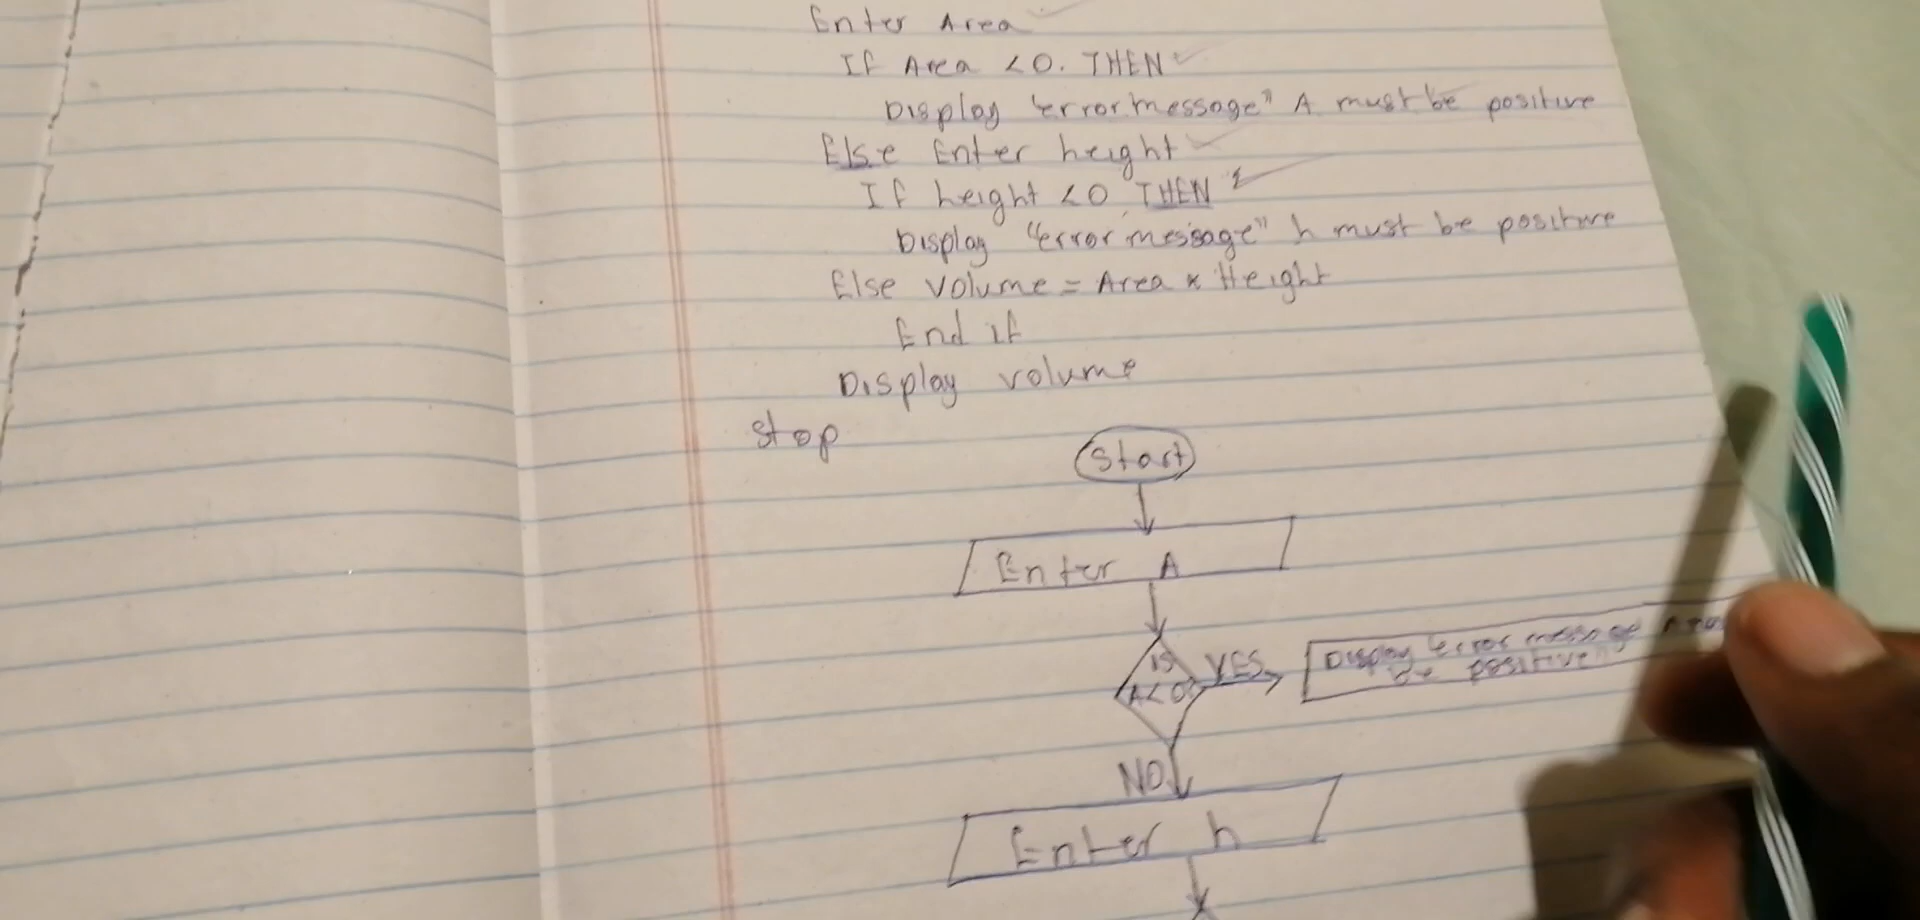 Enter Area
If Area <0. THEN
Display "error message" A must be positive
Else Enter height
If height <0 THEN
Display "error message" h must be positive
Else volume = Area * Height
End if
Display volume
Stop
Start
Enter A
is
A<0?
YES
Display "error message
be positive"
NO
Enter h